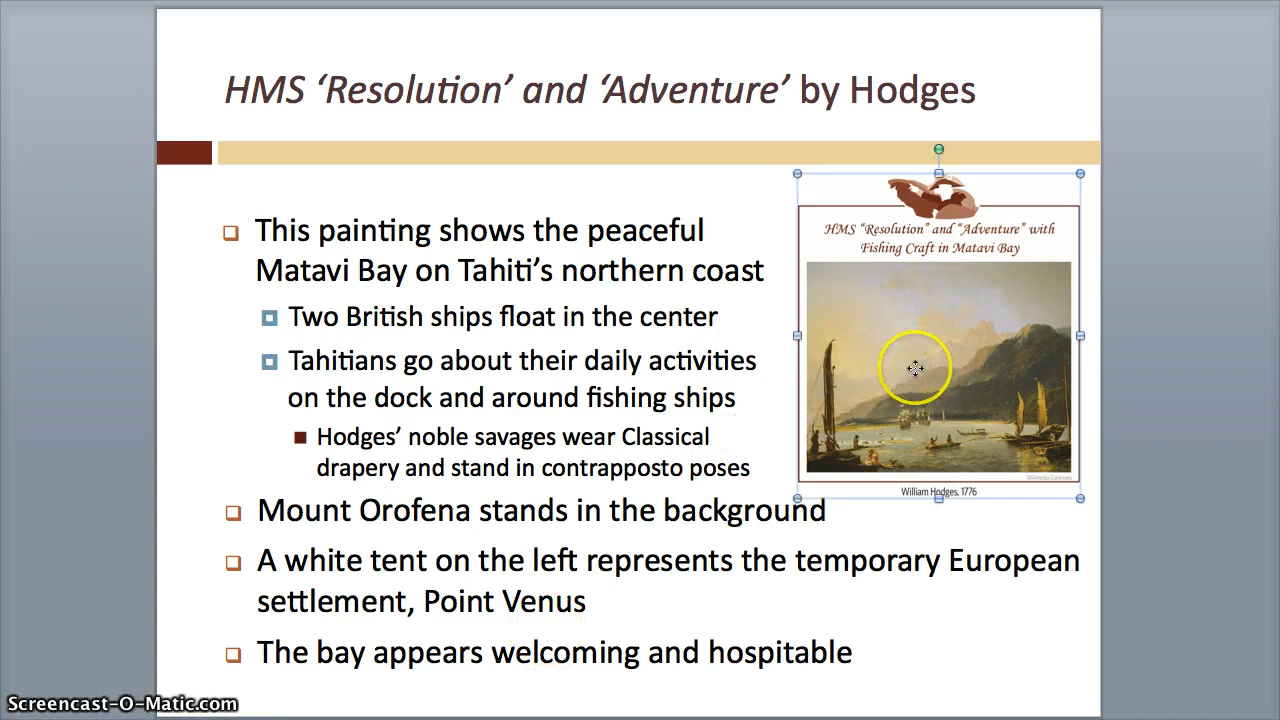 HMS ‘Resolution’ and ‘Adventure’ by Hodges
This painting shows the peaceful
Matavi Bay on Tahiti’s northern coast
Two British ships float in the center
Tahitians go about their daily activities
on the dock and around fishing ships
Hodges’ noble savages wear Classical
drapery and stand in contrapposto poses
Mount Orofena stands in the background
A white tent on the left represents the temporary European
settlement, Point Venus
The bay appears welcoming and hospitable
HMS “Resolution” and “Adventure” with
Fishing Craft in Matavi Bay
Wikimedia Commons
William Hodges, 1776
Screencast-O-Matic.com